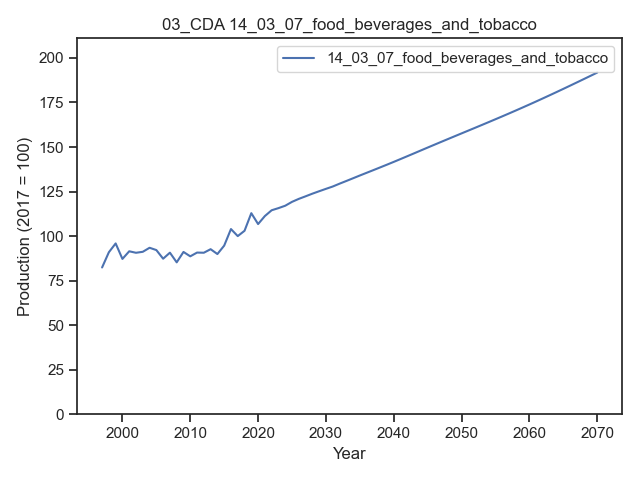 03_CDA 14_03_07_food_beverages_and_tobacco
14_03_07_food_beverages_and_tobacco
Production (2017 = 100)
200
175
150
125
100
75
50
25
0
2000 2010 2020 2030 2040 2050 2060 2070
Year